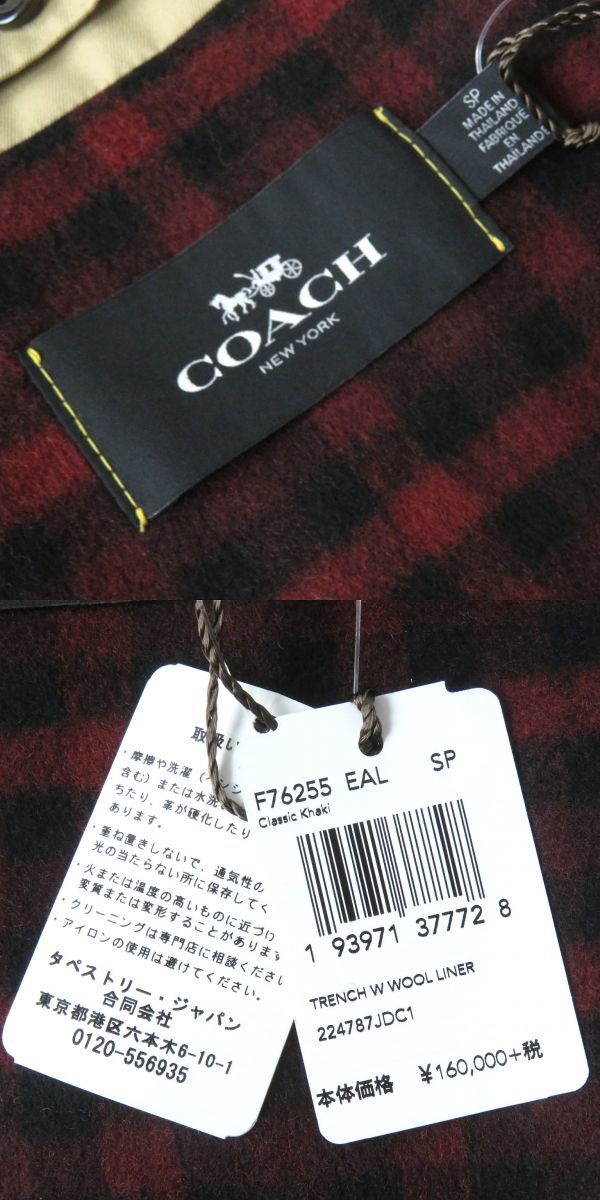 SP
MADE IN
THAILAND
FABRIQUÉ
EN
THAÏLANDE
COACH
NEW YORK
取扱い
・摩擦や洗濯
含む)または水洗
ちたり、革が硬化したり
あります。
・重ね置きしないで、通気性の
光の当たらない所に保存してく
・火または温度の高いものに近づけ
変質または変形することがあります
・クリーニングは専門店に相談ください
・アイロンの使用は避けてください。
タペストリー・ジャパン
合同会社
東京都港区六本木6-10-1
0120-556935
F76255 EAL SP
Classic Khaki
1 93971 37772 8
TRENCH W WOOL LINER
224787JDC1
本体価格 ¥160,000+税